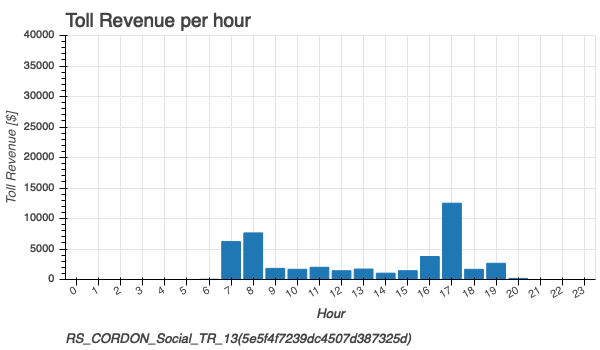 Toll Revenue per hour
40000
35000
30000
25000
20000
15000
10000
5000
0
Toll Revenue [$]
0 1 2 3 4 5 6 7 8 9 10 11 12 13 14 15 16 17 18 19 20 21 22 23
Hour
RS_CORDON_Social_TR_13(5e5f4f7239dc4507d387325d)